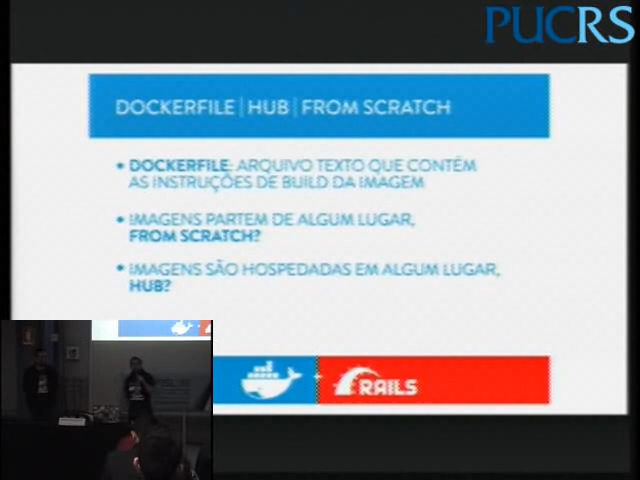 PUCRS
DOCKERFILE | HUB | FROM SCRATCH
• DOCKERFILE: ARQUIVO TEXTO QUE CONTÉM
AS INSTRUÇÕES DE BUILD DA IMAGEM
• IMAGENS PARTEM DE ALGUM LUGAR,
FROM SCRATCH?
• IMAGENS SÃO HOSPEDADAS EM ALGUM LUGAR,
HUB?
+ RAILS